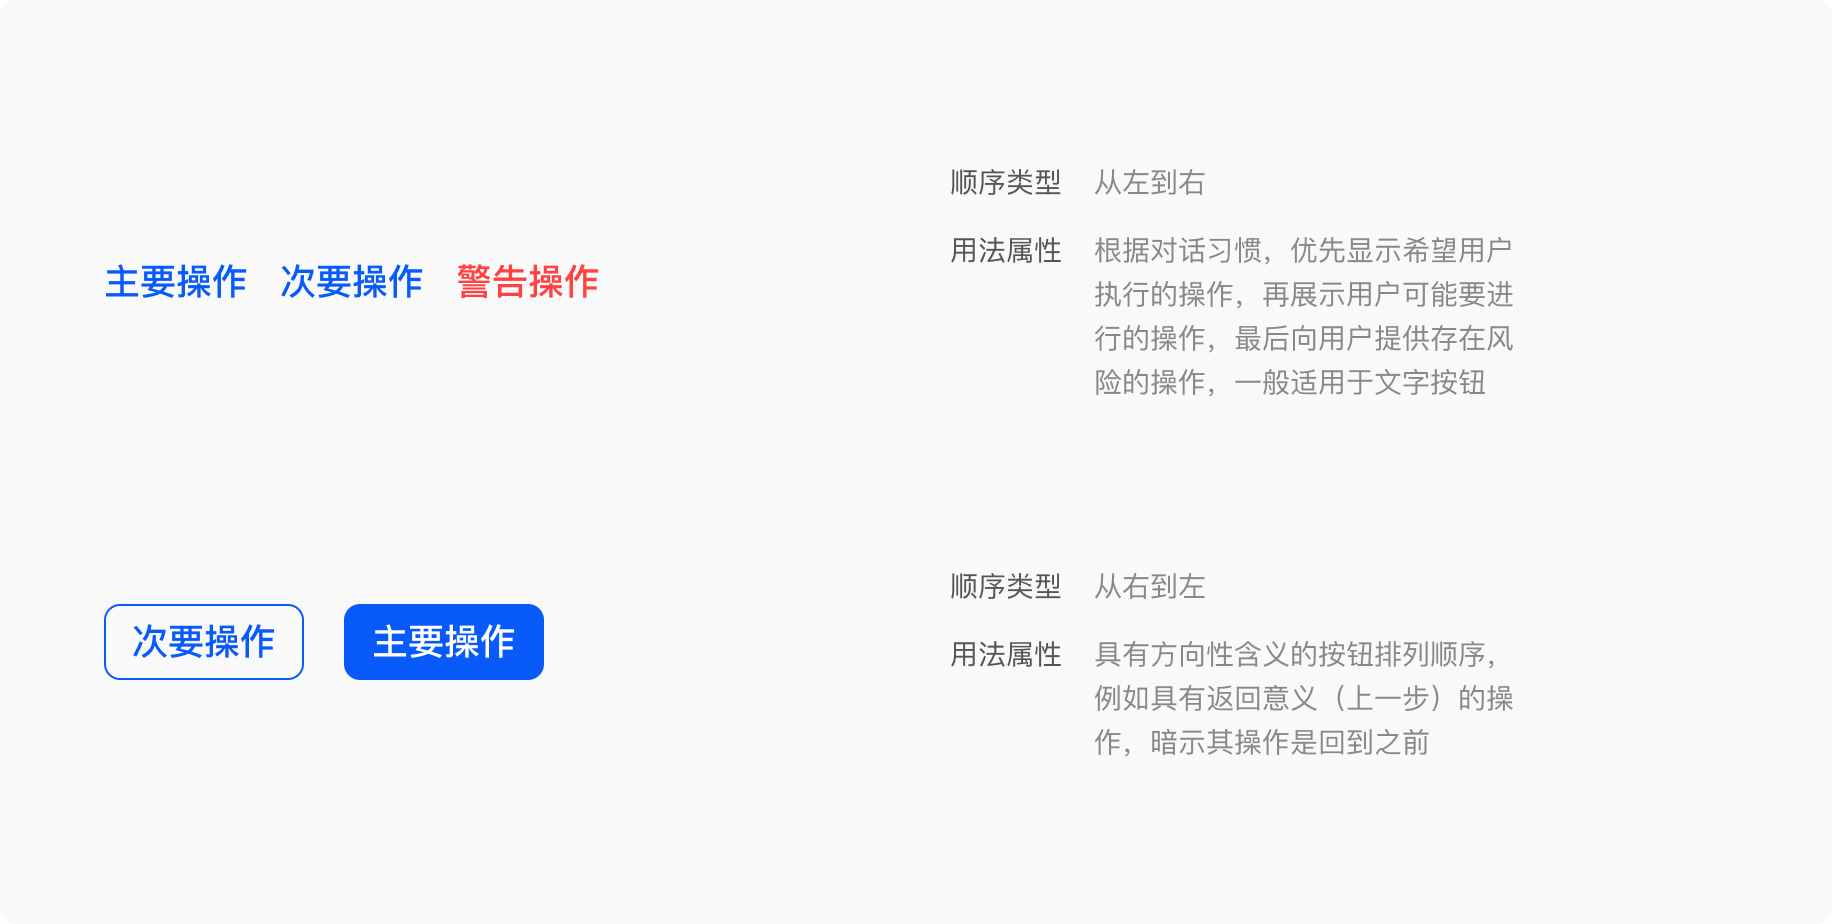 主要操作 次要操作 警告操作
顺序类型 从左到右
用法属性 根据对话习惯，优先显示希望用户
执行的操作，再展示用户可能要进
行的操作，最后向用户提供存在风
险的操作，一般适用于文字按钮
次要操作 主要操作
顺序类型 从右到左
用法属性 具有方向性含义的按钮排列顺序，
例如具有返回意义（上一步）的操
作，暗示其操作是回到之前